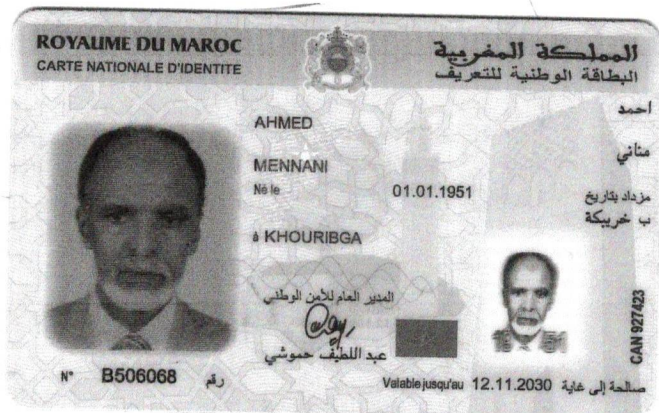 ROYAUME DU MAROC
المملكة المغربية
CARTE NATIONALE D'IDENTITE
البطاقة الوطنية للتعريف
احمد
AHMED
مناني
MENNANI
Né le 01.01.1951 مزداد بتاريخ
ب خريبكة
à KHOURIBGA
المدير العام للأمن الوطني
عبد اللطيف حموشي
CAN 927423
N° B506068 رقم
Valable jusqu'au 12.11.2030 صالحة إلى غاية